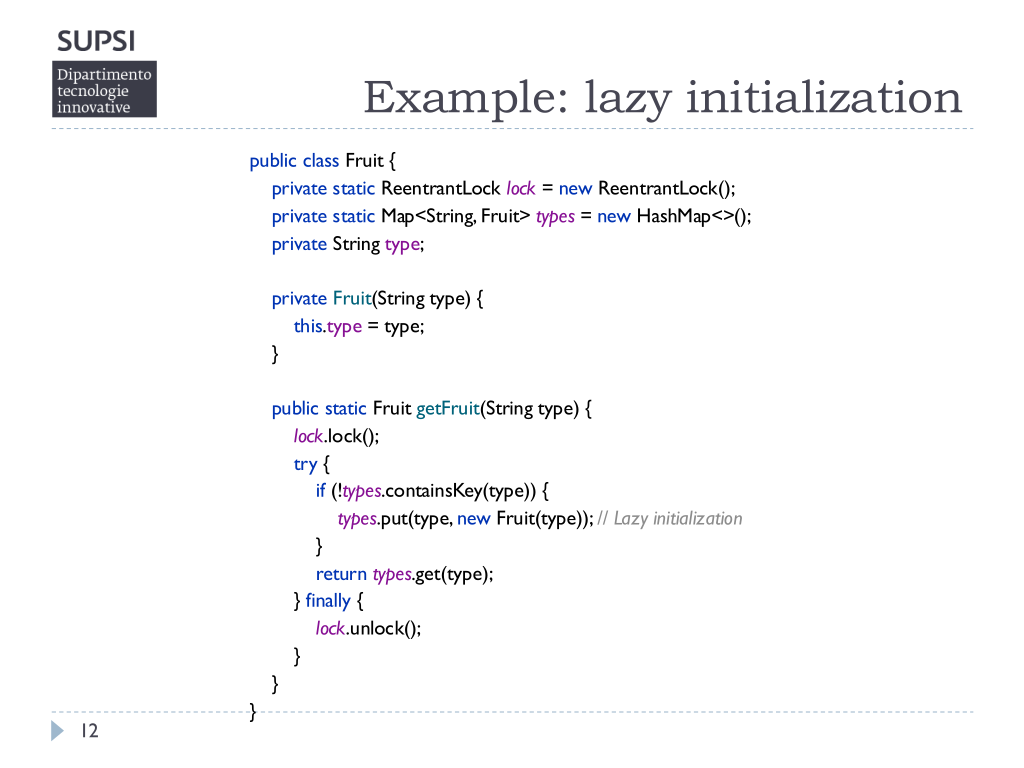 SUPSI
Dipartimento
tecnologie
innovative
Example: lazy initialization
public class Fruit {
    private static ReentrantLock lock = new ReentrantLock();
    private static Map<String, Fruit> types = new HashMap<>();
    private String type;

    private Fruit(String type) {
        this.type = type;
    }

    public static Fruit getFruit(String type) {
        lock.lock();
        try {
            if (!types.containsKey(type)) {
                types.put(type, new Fruit(type)); // Lazy initialization
            }
            return types.get(type);
        } finally {
            lock.unlock();
        }
    }
}
12